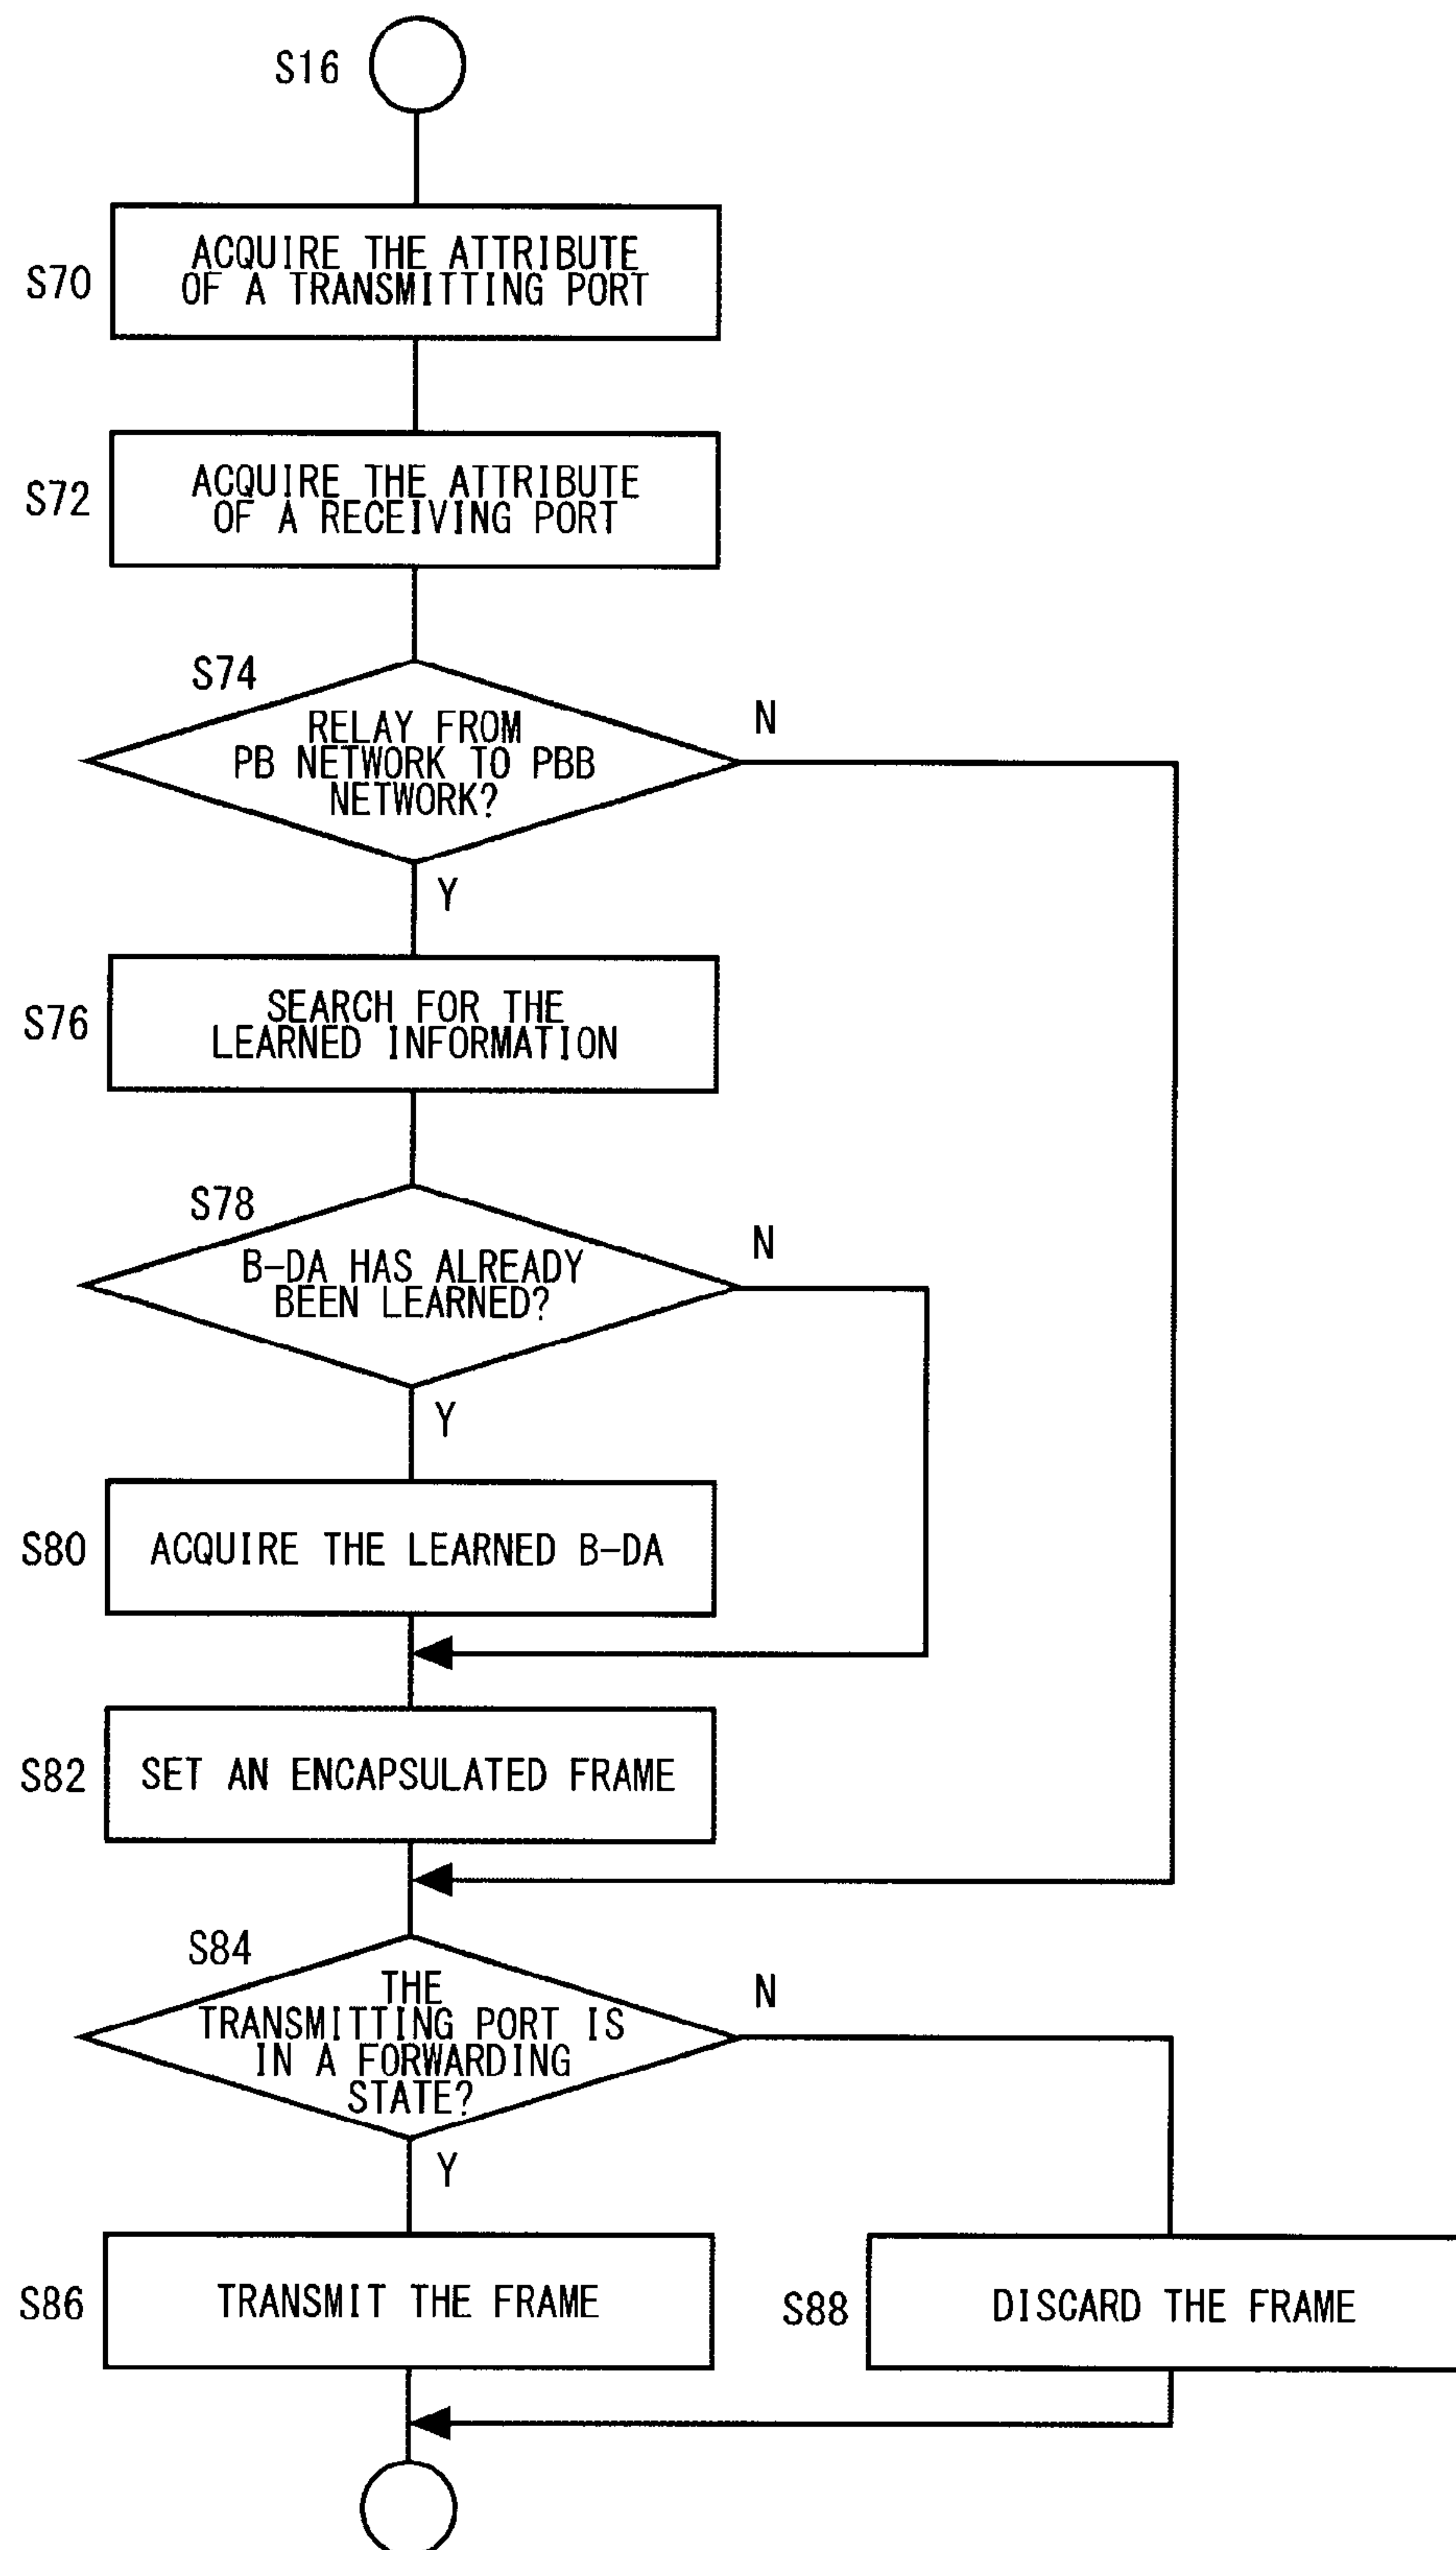 S16
S70
ACQUIRE THE ATTRIBUTE
OF A TRANSMITTING PORT
S72
ACQUIRE THE ATTRIBUTE
OF A RECEIVING PORT
S74
RELAY FROM
PB NETWORK TO PBB
NETWORK?
N
Y
S76
SEARCH FOR THE
LEARNED INFORMATION
S78
B-DA HAS ALREADY
BEEN LEARNED?
N
Y
S80
ACQUIRE THE LEARNED B-DA
S82
SET AN ENCAPSULATED FRAME
S84
THE
TRANSMITTING PORT IS
IN A FORWARDING
STATE?
N
Y
S86
TRANSMIT THE FRAME
S88
DISCARD THE FRAME